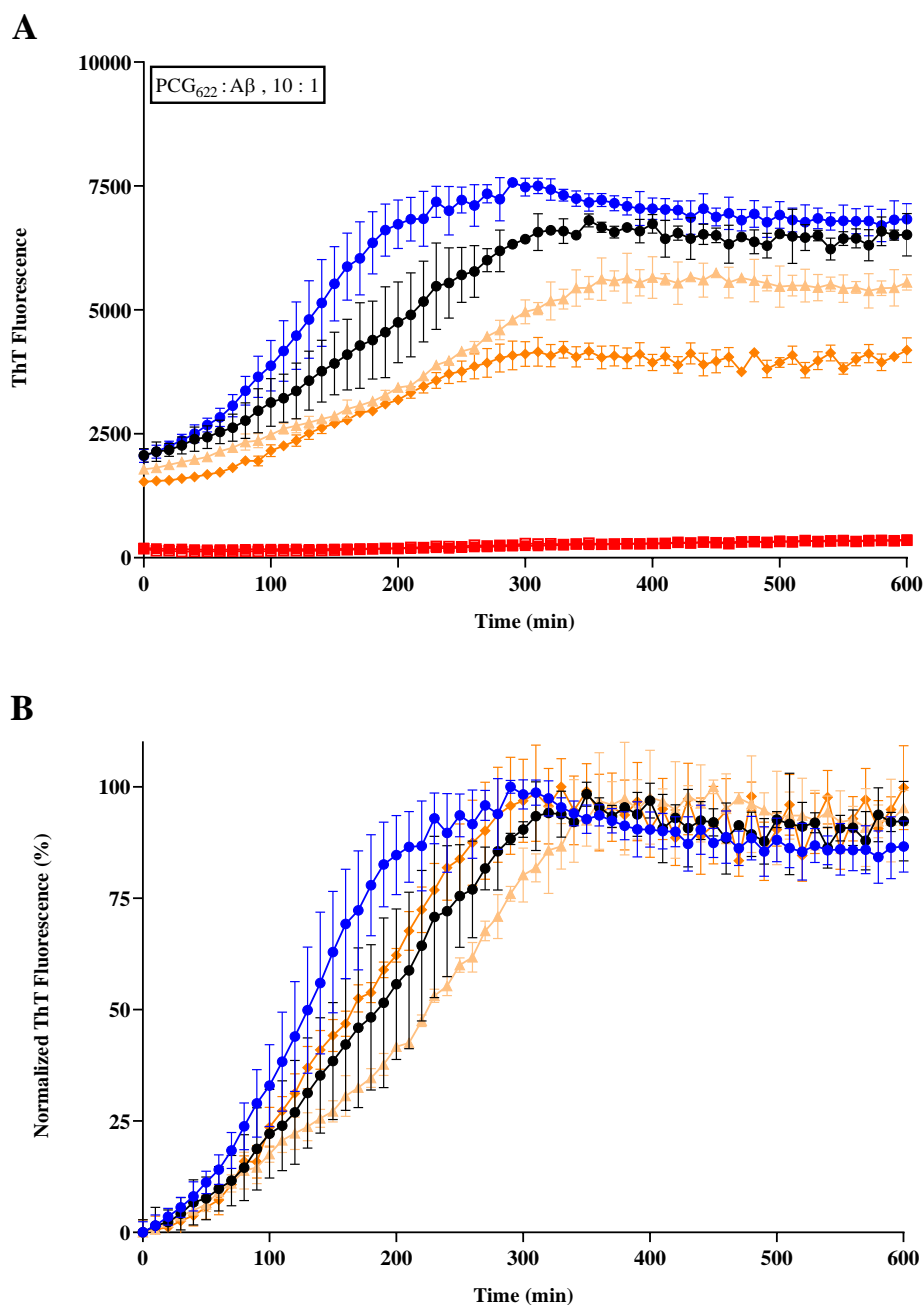 A
10000
PCG622 : Aβ , 10 : 1
7500
ThT Fluorescence
5000
2500
0
0 100 200 300 400 500 600
Time (min)
B
100
75
Normalized ThT Fluorescence (%)
50
25
0
0 100 200 300 400 500 600
Time (min)